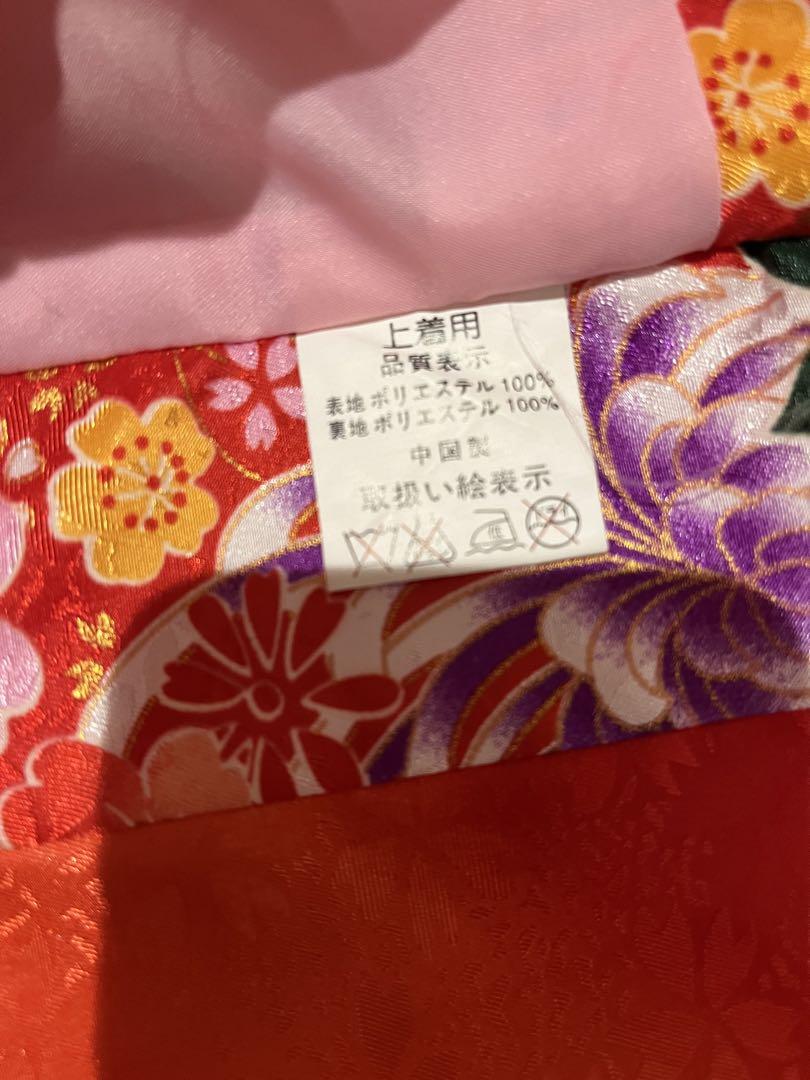 上着用
品質表示
表地 ポリエステル 100%
裏地 ポリエステル 100%
中国製
取扱い絵表示
低